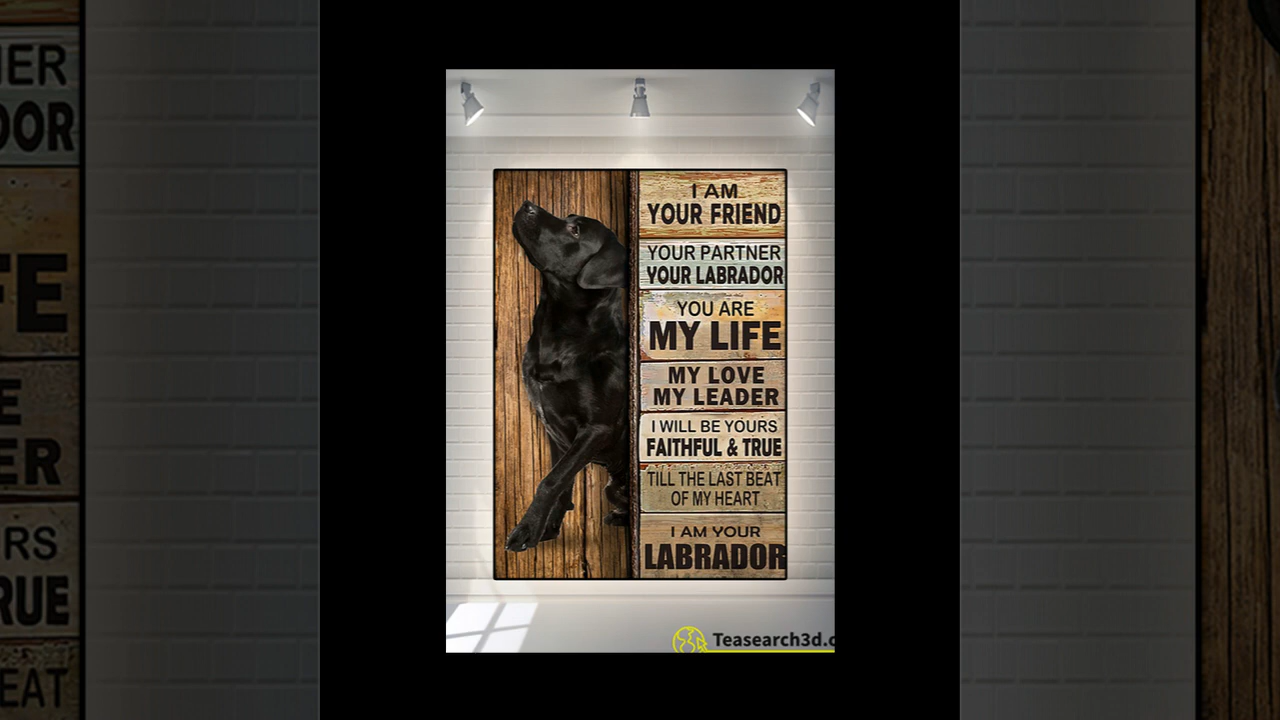 I AM
YOUR FRIEND
YOUR PARTNER
YOUR LABRADOR
YOU ARE
MY LIFE
MY LOVE
MY LEADER
I WILL BE YOURS
FAITHFUL & TRUE
TILL THE LAST BEAT
OF MY HEART
I AM YOUR
LABRADOR
Teasearch3d.c